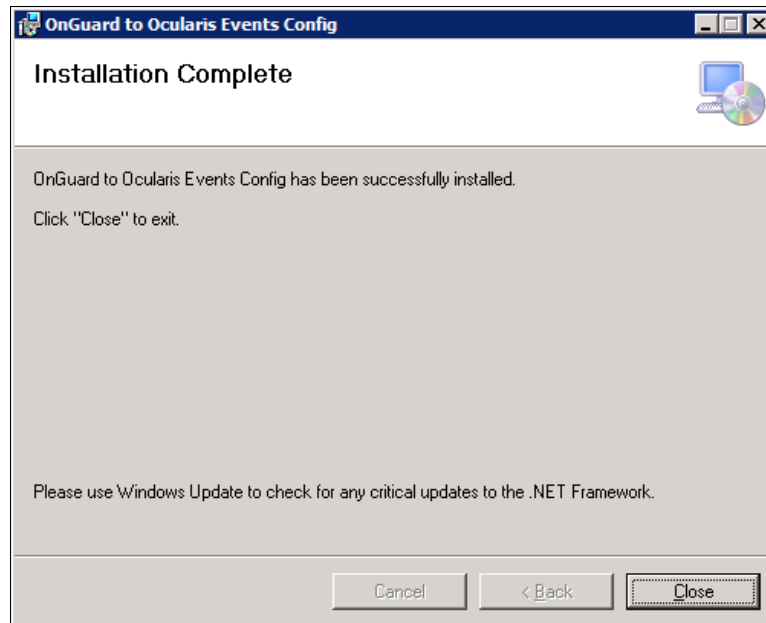 OnGuard to Ocularis Events Config
Installation Complete
OnGuard to Ocularis Events Config has been successfully installed.
Click "Close" to exit.
Please use Windows Update to check for any critical updates to the .NET Framework.
Cancel
< Back
Close